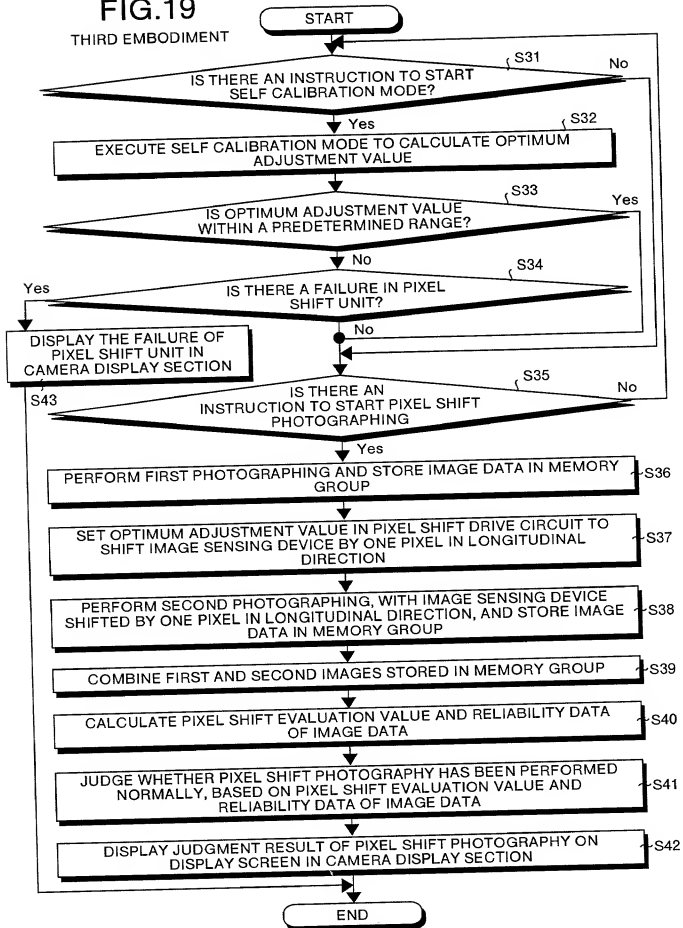 FIG.19
THIRD EMBODIMENT
START
S31
IS THERE AN INSTRUCTION TO START
SELF CALIBRATION MODE?
No
Yes
S32
EXECUTE SELF CALIBRATION MODE TO CALCULATE OPTIMUM
ADJUSTMENT VALUE
S33
IS OPTIMUM ADJUSTMENT VALUE
WITHIN A PREDETERMINED RANGE?
Yes
No
S34
IS THERE A FAILURE IN PIXEL
SHIFT UNIT?
Yes
No
DISPLAY THE FAILURE OF
PIXEL SHIFT UNIT IN
CAMERA DISPLAY SECTION
S43
S35
IS THERE AN
INSTRUCTION TO START PIXEL SHIFT
PHOTOGRAPHING
No
Yes
PERFORM FIRST PHOTOGRAPHING AND STORE IMAGE DATA IN MEMORY
GROUP
S36
SET OPTIMUM ADJUSTMENT VALUE IN PIXEL SHIFT DRIVE CIRCUIT TO
SHIFT IMAGE SENSING DEVICE BY ONE PIXEL IN LONGITUDINAL
DIRECTION
S37
PERFORM SECOND PHOTOGRAPHING, WITH IMAGE SENSING DEVICE
SHIFTED BY ONE PIXEL IN LONGITUDINAL DIRECTION, AND STORE IMAGE
DATA IN MEMORY GROUP
S38
COMBINE FIRST AND SECOND IMAGES STORED IN MEMORY GROUP
S39
CALCULATE PIXEL SHIFT EVALUATION VALUE AND RELIABILITY DATA
OF IMAGE DATA
S40
JUDGE WHETHER PIXEL SHIFT PHOTOGRAPHY HAS BEEN PERFORMED
NORMALLY, BASED ON PIXEL SHIFT EVALUATION VALUE AND
RELIABILITY DATA OF IMAGE DATA
S41
DISPLAY JUDGMENT RESULT OF PIXEL SHIFT PHOTOGRAPHY ON
DISPLAY SCREEN IN CAMERA DISPLAY SECTION
S42
END